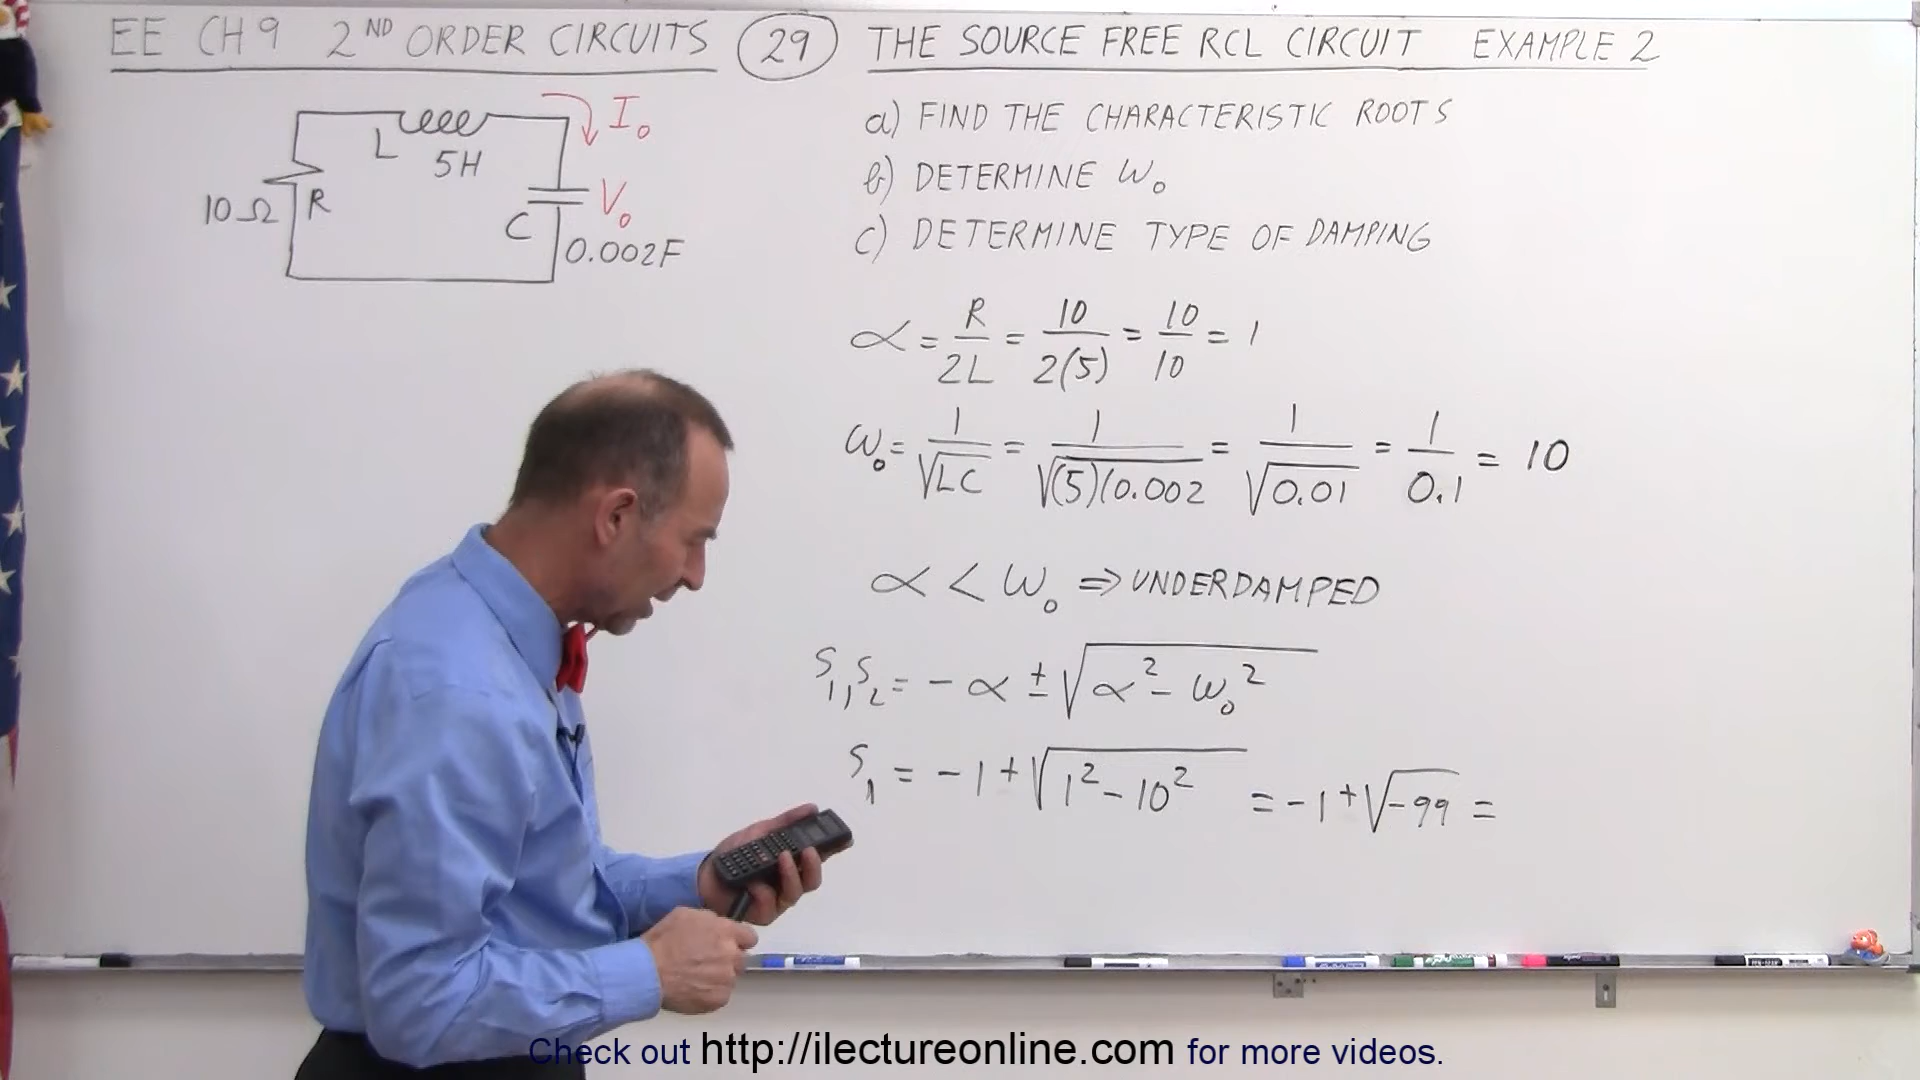 EE CH 9 2ND ORDER CIRCUITS 29 THE SOURCE FREE RCL CIRCUIT EXAMPLE 2
I₀
L
5H
10Ω R
V₀
C
0.002F
a) FIND THE CHARACTERISTIC ROOTS
b) DETERMINE ω₀
c) DETERMINE TYPE OF DAMPING
α = R/2L = 10/2(5) = 10/10 = 1
ω₀ = 1/√LC = 1/√(5)(0.002 = 1/√0.01 = 1/0.1 = 10
α < ω₀ ⇒ UNDERDAMPED
S₁,S₂ = - α ± √α² - ω₀²
S₁ = -1 + √1² - 10² = -1 + √-99 =
Check out http://ilectureonline.com for more videos.